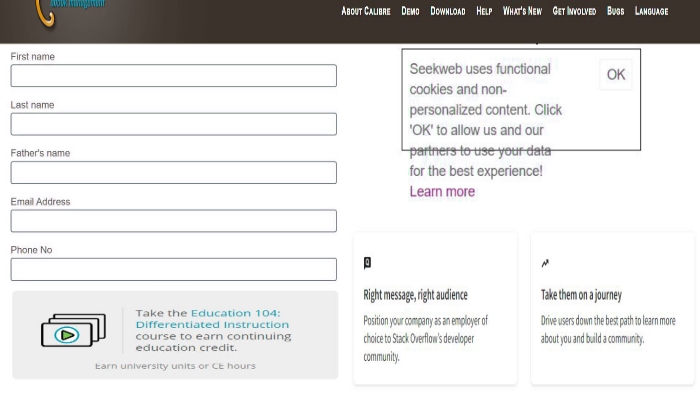 ebook management
About Calibre Demo Download Help What's New Get Involved Bugs Language
First name
Last name
Father's name
Email Address
Phone No
Take the Education 104:
Differentiated Instruction
course to earn continuing
education credit.
Earn university units or CE hours
Seekweb uses functional
cookies and non-
personalized content. Click
'OK' to allow us and our
partners to use your data
for the best experience!
Learn more
OK
Right message, right audience
Position your company as an employer of
choice to Stack Overflow's developer
community.
Take them on a journey
Drive users down the best path to learn more
about you and build a community.